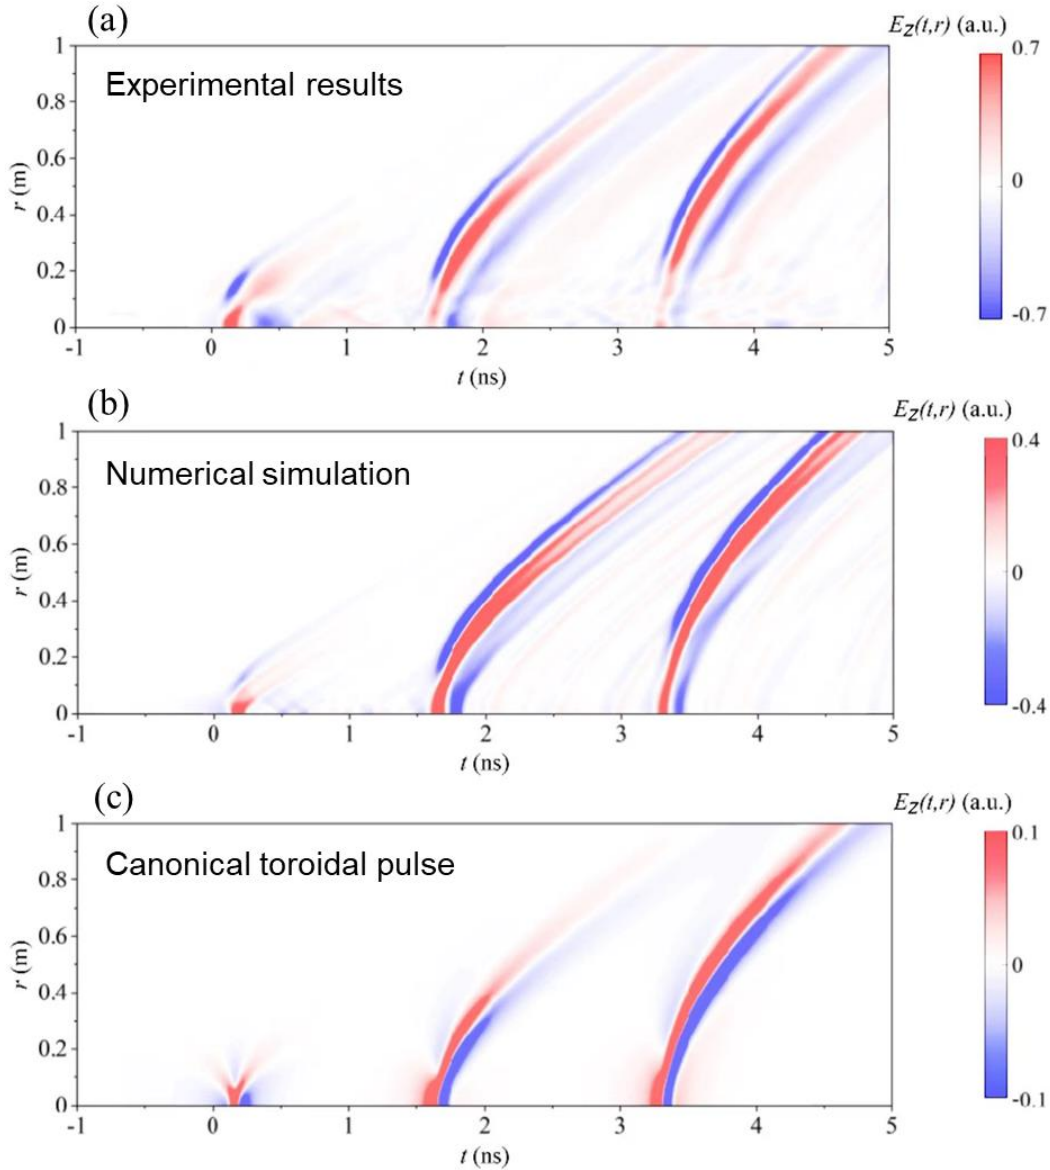 (a)
E_Z(t,r) (a.u.)
Experimental results
1
0.8
0.6
0.4
0.2
0
r (m)
-1 0 1 2 3 4 5
t (ns)
0.7
0
-0.7
(b)
E_Z(t,r) (a.u.)
Numerical simulation
1
0.8
0.6
0.4
0.2
0
r (m)
-1 0 1 2 3 4 5
t (ns)
0.4
0
-0.4
(c)
E_Z(t,r) (a.u.)
Canonical toroidal pulse
1
0.8
0.6
0.4
0.2
0
r (m)
-1 0 1 2 3 4 5
t (ns)
0.1
0
-0.1